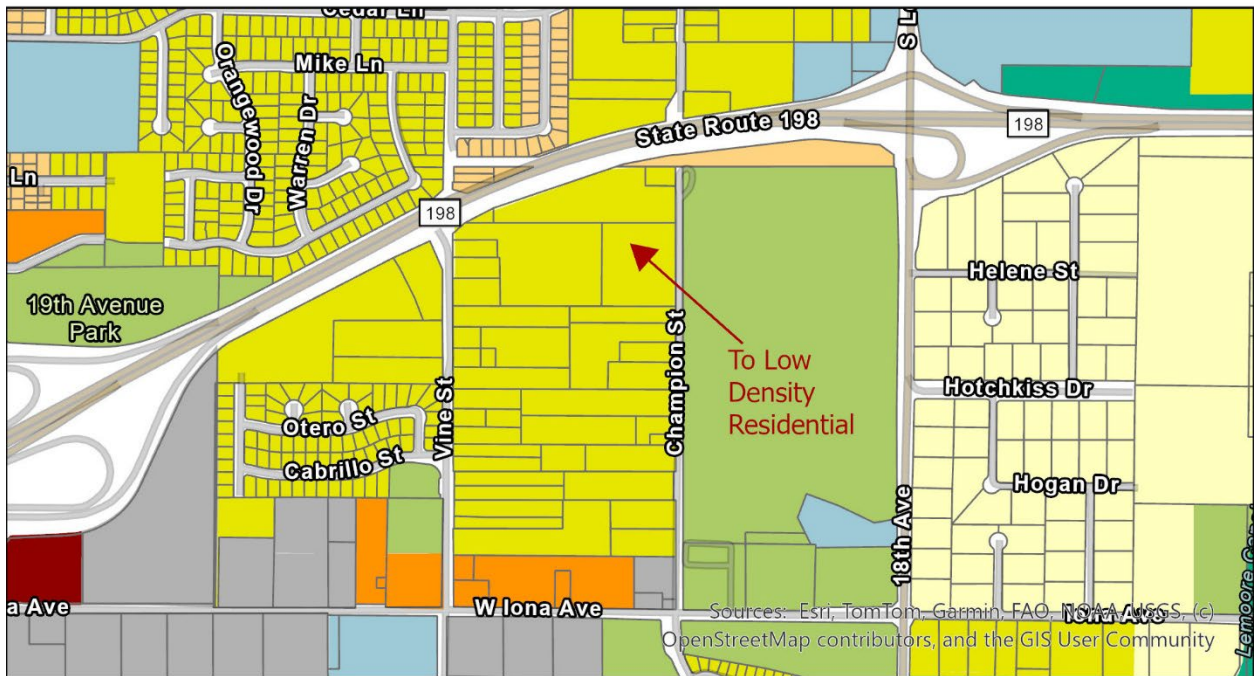 Cedar Ln
Mike Ln
Orangewood Dr
Warren Dr
State Route 198
198
Ln
198
19th Avenue
Park
Helene St
To Low
Density
Residential
Hotchkiss Dr
Champion St
Otero St
Vine St
Cabrillo St
Hogan Dr
18th Ave
a Ave
W Iona Ave
Sources: Esri, TomTom, Garmin, FAO, NOAA, USGS, (c)
OpenStreetMap contributors, and the GIS User Community